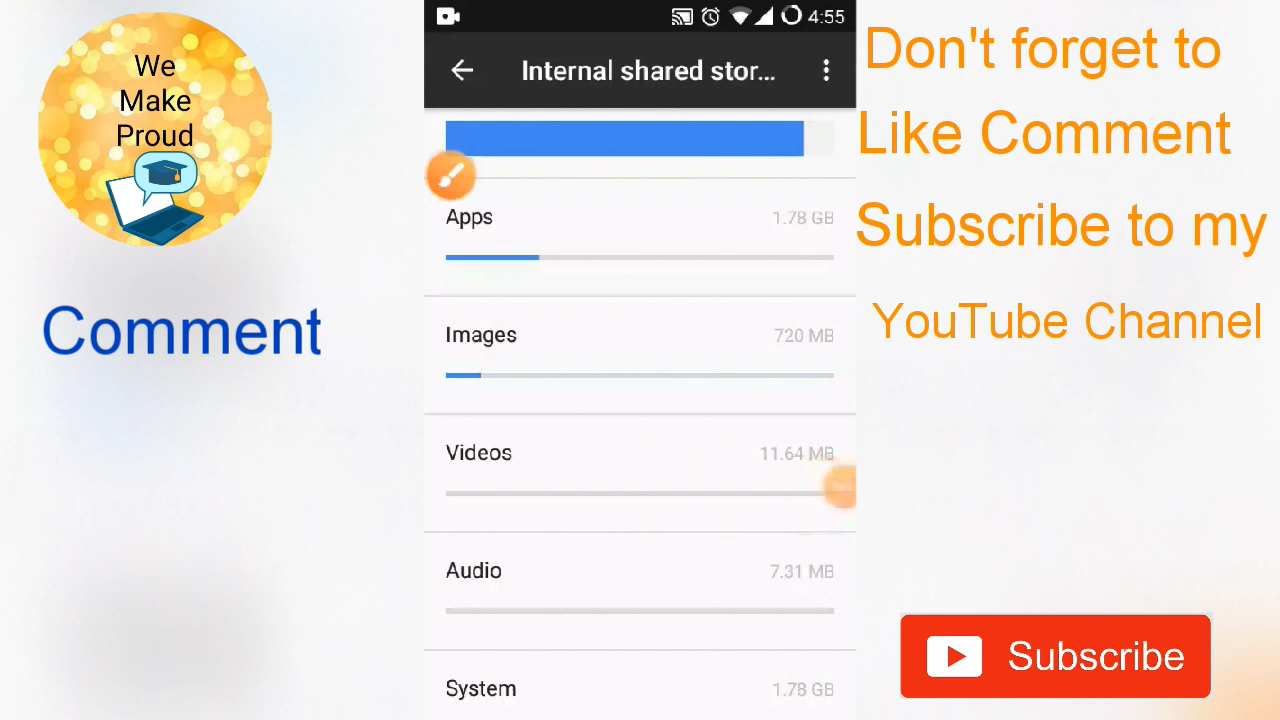 We
Make
Proud
Comment
4:55
Internal shared stor...
Apps 1.78 GB
Images 720 MB
Videos 11.64 MB
Audio 7.31 MB
System 1.78 GB
Don't forget to
Like Comment
Subscribe to my
YouTube Channel
Subscribe